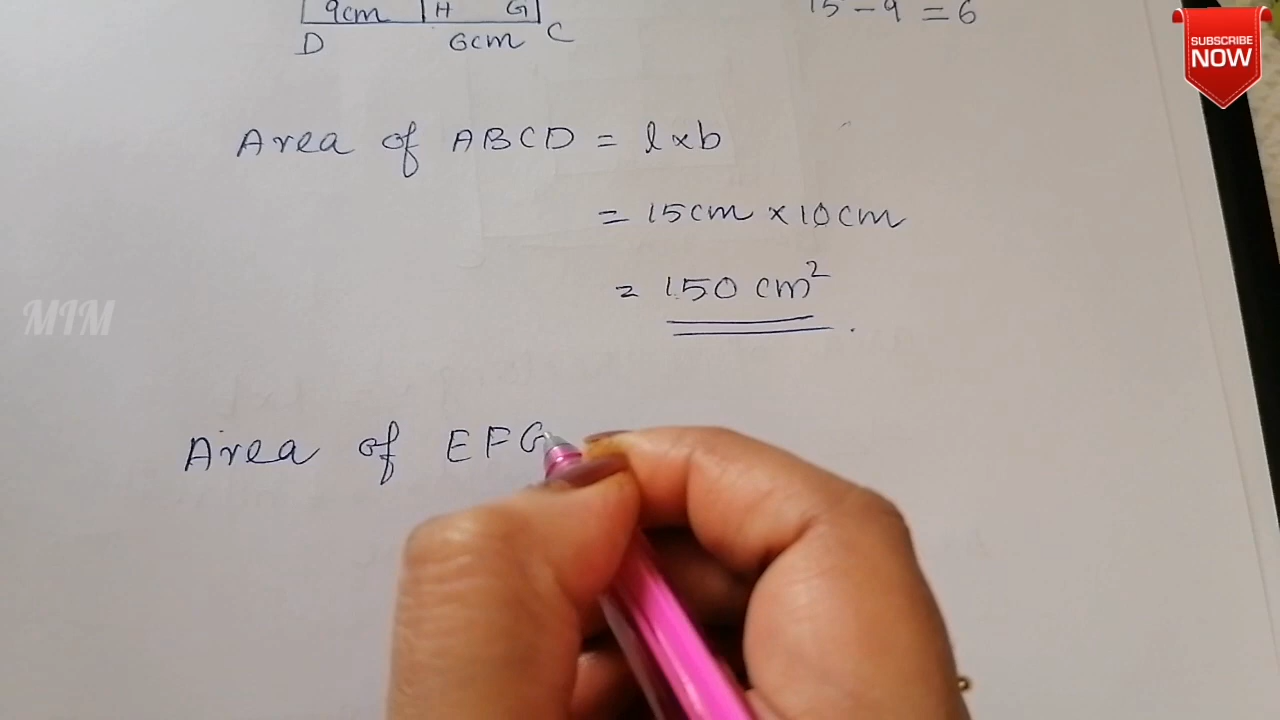 9cm H G
15 - 9 = 6
D 6cm C
SUBSCRIBE
NOW
Area of ABCD = l x b
= 15cm x 10cm
= 150 cm²
MIM
Area of EFG